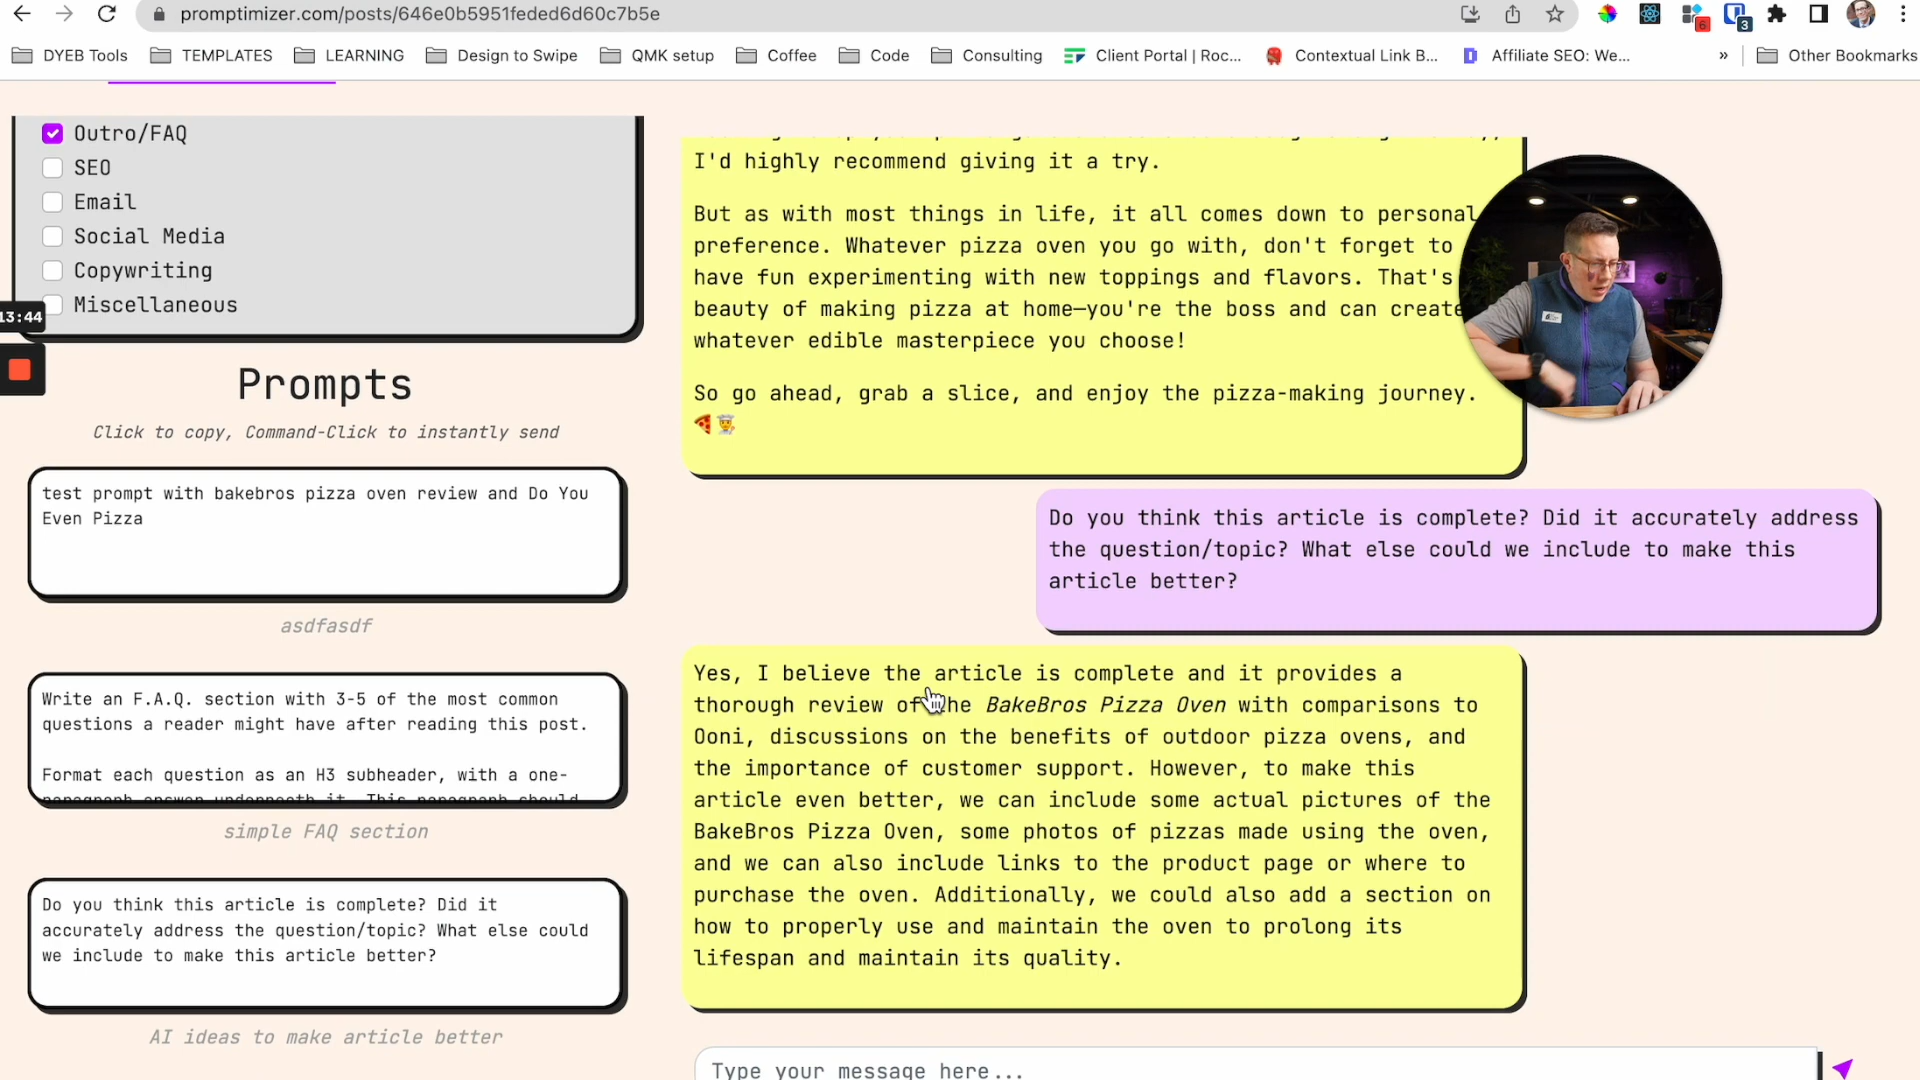 promptimizer.com/posts/646e0b5951feded6d60c7b5e
6
3
DYEB Tools
TEMPLATES
LEARNING
Design to Swipe
QMK setup
Coffee
Code
Consulting
Client Portal | Roc...
Contextual Link B...
Affiliate SEO: We...
»
Other Bookmarks
Outro/FAQ
SEO
Email
Social Media
Copywriting
Miscellaneous
13:44
Prompts
Click to copy, Command-Click to instantly send
test prompt with bakebros pizza oven review and Do You
Even Pizza
asdfasdf
Write an F.A.Q. section with 3-5 of the most common
questions a reader might have after reading this post.
Format each question as an H3 subheader, with a one-
paragraph answer underneath it. This paragraph should
simple FAQ section
Do you think this article is complete? Did it
accurately address the question/topic? What else could
we include to make this article better?
AI ideas to make article better
I'd highly recommend giving it a try.
But as with most things in life, it all comes down to personal
preference. Whatever pizza oven you go with, don't forget to
have fun experimenting with new toppings and flavors. That's
beauty of making pizza at home—you're the boss and can create
whatever edible masterpiece you choose!
So go ahead, grab a slice, and enjoy the pizza-making journey.
🍕👨‍🍳
Do you think this article is complete? Did it accurately address
the question/topic? What else could we include to make this
article better?
Yes, I believe the article is complete and it provides a
thorough review of the BakeBros Pizza Oven with comparisons to
Ooni, discussions on the benefits of outdoor pizza ovens, and
the importance of customer support. However, to make this
article even better, we can include some actual pictures of the
BakeBros Pizza Oven, some photos of pizzas made using the oven,
and we can also include links to the product page or where to
purchase the oven. Additionally, we could also add a section on
how to properly use and maintain the oven to prolong its
lifespan and maintain its quality.
Type your message here...